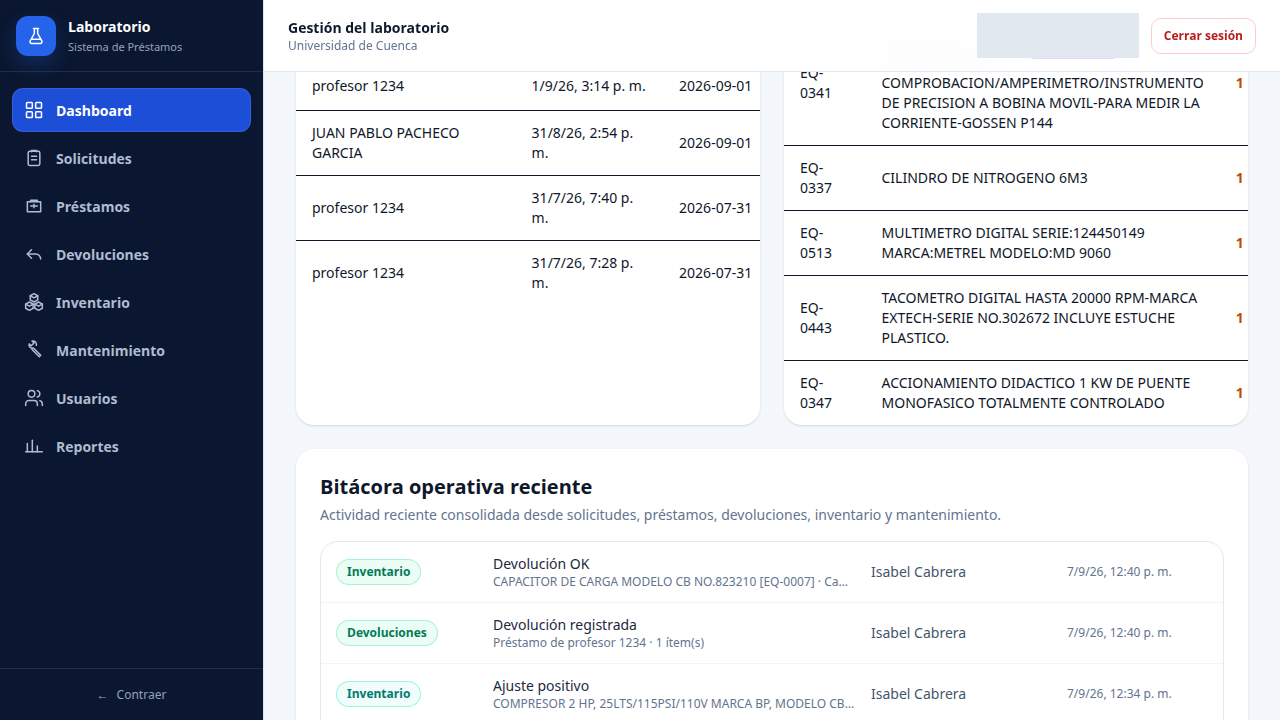 Laboratorio
Sistema de Préstamos
Dashboard
Solicitudes
Préstamos
Devoluciones
Inventario
Mantenimiento
Usuarios
Reportes
← Contraer
Gestión del laboratorio
Universidad de Cuenca
Cerrar sesión
profesor 1234 1/9/26, 3:14 p. m. 2026-09-01
JUAN PABLO PACHECO
GARCIA
31/8/26, 2:54 p.
m.
2026-09-01
profesor 1234
31/7/26, 7:40 p.
m.
2026-07-31
profesor 1234
31/7/26, 7:28 p.
m.
2026-07-31
EQ-
0341
COMPROBACION/AMPERIMETRO/INSTRUMENTO
DE PRECISION A BOBINA MOVIL-PARA MEDIR LA
CORRIENTE-GOSSEN P144
1
EQ-
0337
CILINDRO DE NITROGENO 6M3
1
EQ-
0513
MULTIMETRO DIGITAL SERIE:124450149
MARCA:METREL MODELO:MD 9060
1
EQ-
0443
TACOMETRO DIGITAL HASTA 20000 RPM-MARCA
EXTECH-SERIE NO.302672 INCLUYE ESTUCHE
PLASTICO.
1
EQ-
0347
ACCIONAMIENTO DIDACTICO 1 KW DE PUENTE
MONOFASICO TOTALMENTE CONTROLADO
1
Bitácora operativa reciente
Actividad reciente consolidada desde solicitudes, préstamos, devoluciones, inventario y mantenimiento.
Inventario
Devolución OK
CAPACITOR DE CARGA MODELO CB NO.823210 [EQ-0007] · Ca...
Isabel Cabrera
7/9/26, 12:40 p. m.
Devoluciones
Devolución registrada
Préstamo de profesor 1234 · 1 ítem(s)
Isabel Cabrera
7/9/26, 12:40 p. m.
Inventario
Ajuste positivo
COMPRESOR 2 HP, 25LTS/115PSI/110V MARCA BP, MODELO CB...
Isabel Cabrera
7/9/26, 12:34 p. m.